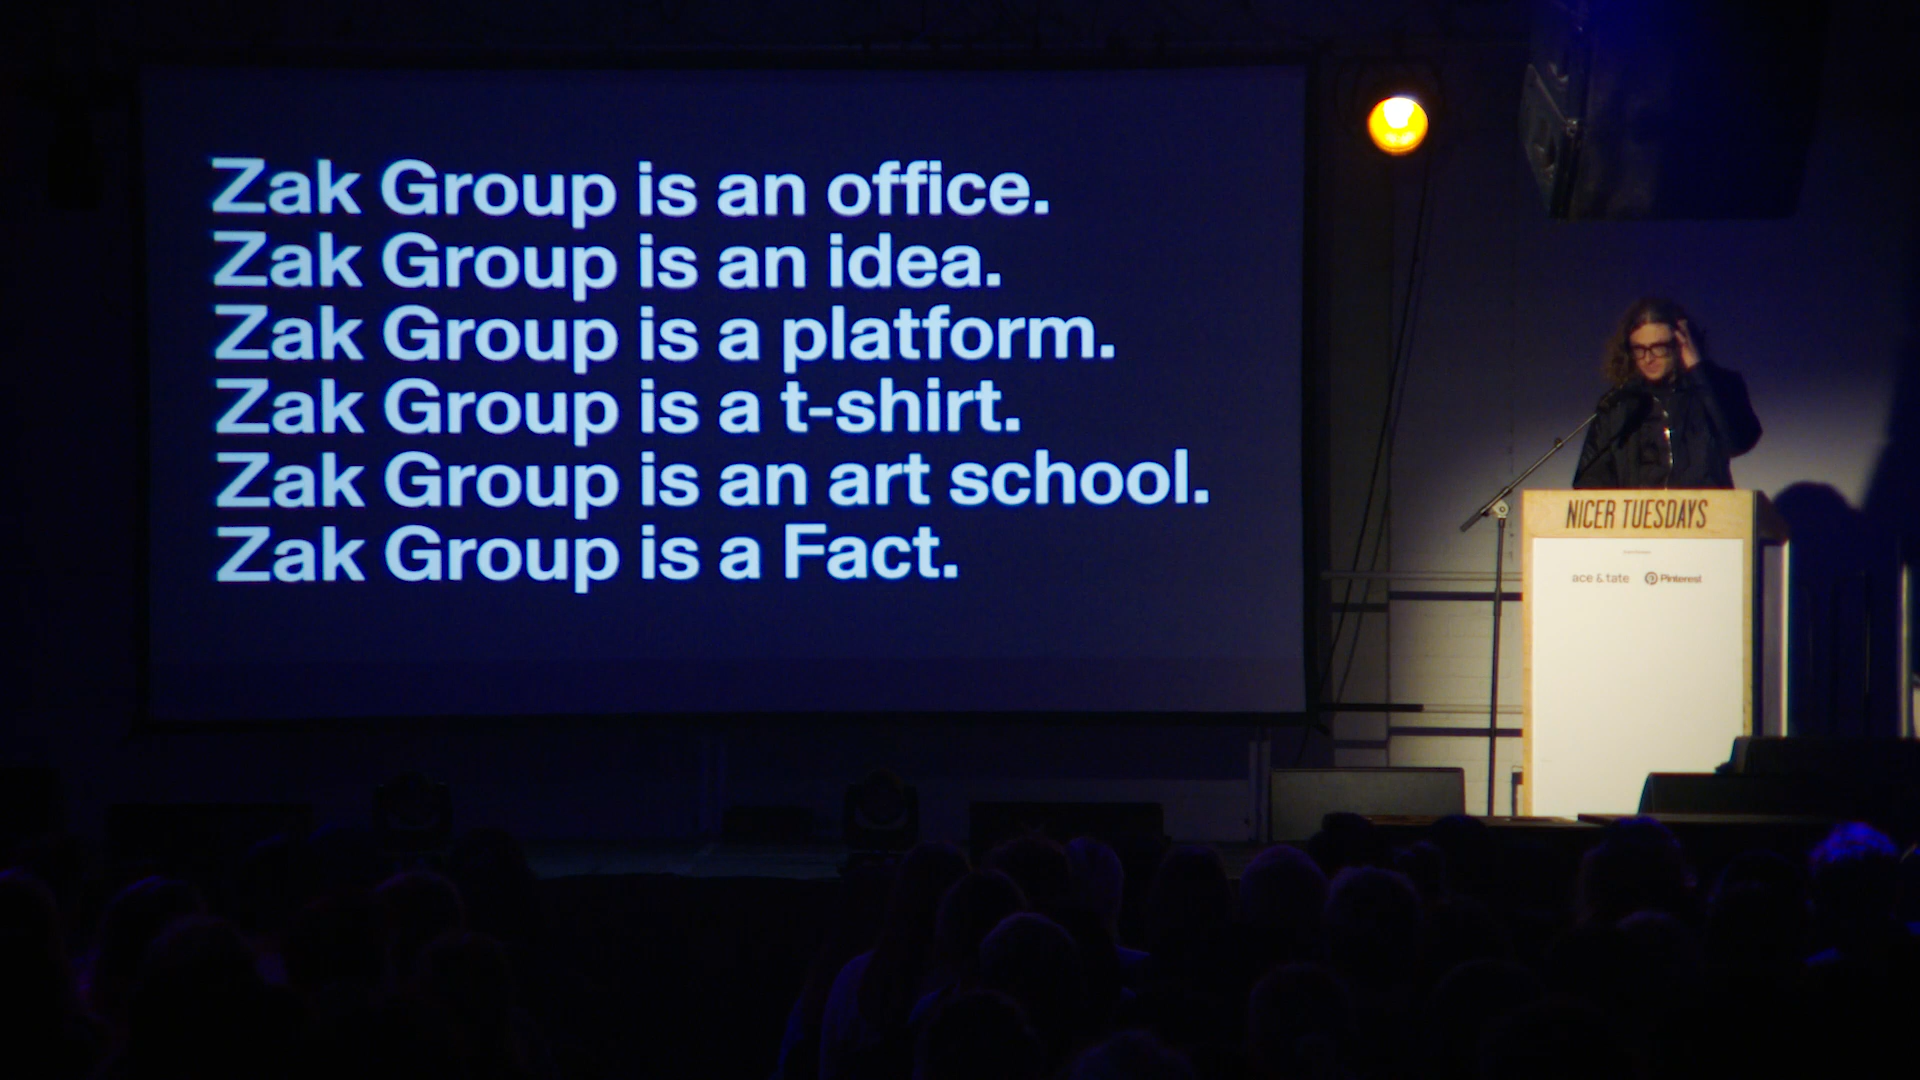 Zak Group is an office.
Zak Group is an idea.
Zak Group is a platform.
Zak Group is a t-shirt.
Zak Group is an art school.
Zak Group is a Fact.
NICER TUESDAYS
ace & tate Pinterest